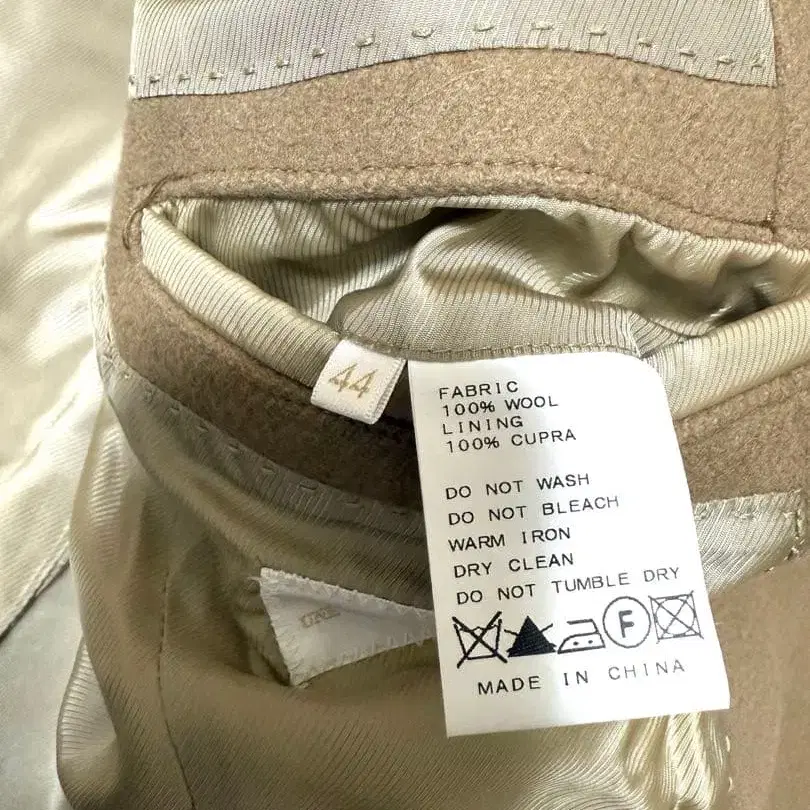 44
FABRIC
100% WOOL
LINING
100% CUPRA
DO NOT WASH
DO NOT BLEACH
WARM IRON
DRY CLEAN
DO NOT TUMBLE DRY
F
MADE IN CHINA